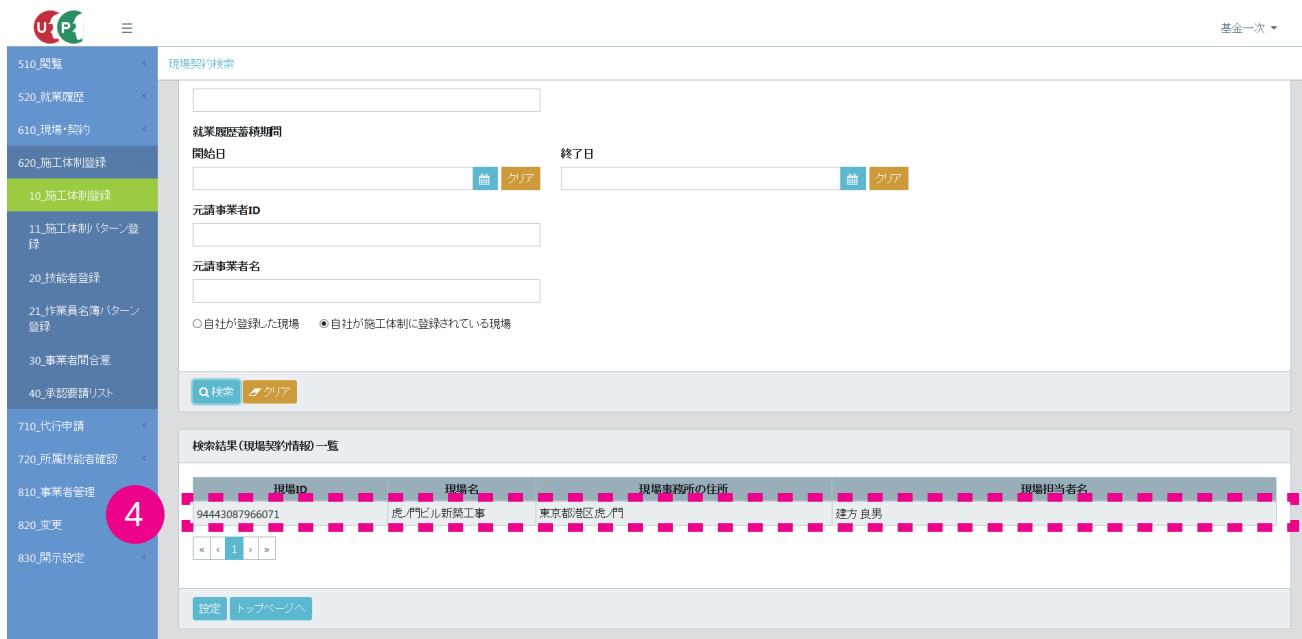 U P
基金一次
510_閲覧
現場契約検索
520_就業履歴
610_現場・契約
620_施工体制登録
10_施工体制登録
11_施工体制パターン登
録
20_技能者登録
21_作業員名簿パターン
登録
30_事業者間合意
40_承認要請リスト
710_代行申請
720_所属技能者確認
810_事業者管理
820_変更
830_開示設定
就業履歴蓄積期間
開始日 終了日
クリア クリア
元請事業者ID
元請事業者名
自社が登録した現場 自社が施工体制に登録されている現場
検索 クリア
検索結果(現場契約情報)一覧
現場ID 現場名 現場事務所の住所 現場担当者名
4
94443087966071 虎ノ門ビル新築工事 東京都港区虎ノ門 建方 良男
« ‹ 1 › »
設定 トップページへ